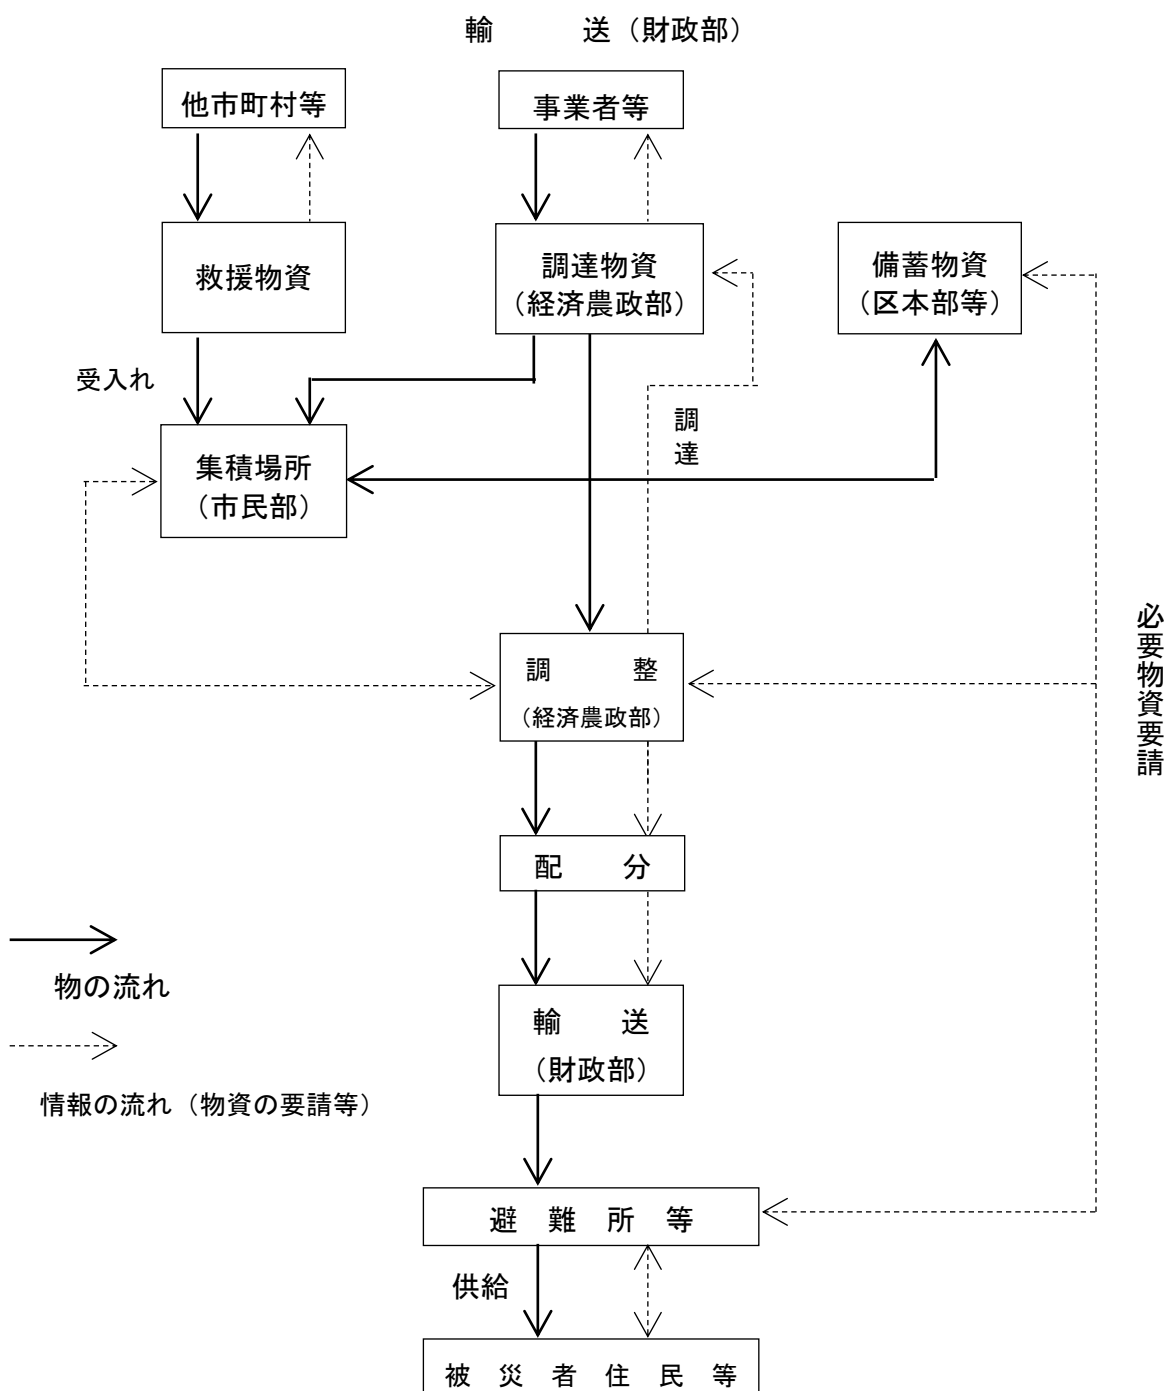 輸　　　送（財政部）
他市町村等
事業者等
救援物資
調達物資
（経済農政部）
備蓄物資
（区本部等）
受入れ
調達
集積場所
（市民部）
必要物資要請
調　　　整
（経済農政部）
配　　分
物の流れ
輸　　送
（財政部）
情報の流れ（物資の要請等）
避　難　所　等
供給
被　災　者　住　民　等